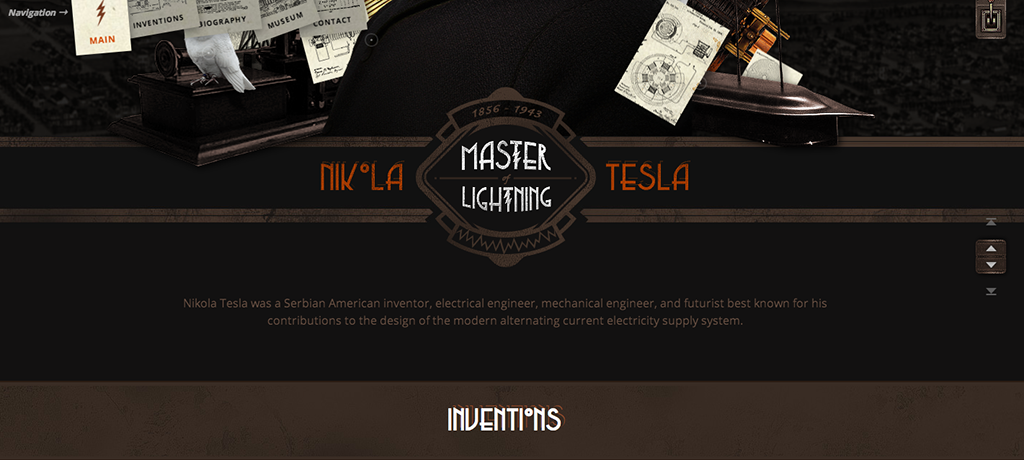 Navigation →
MAIN
INVENTIONS
BIOGRAPHY
MUSEUM
CONTACT
1856 - 1943
NIKOLA
MASTER
of
LIGHTNING
TESLA
Nikola Tesla was a Serbian American inventor, electrical engineer, mechanical engineer, and futurist best known for his
contributions to the design of the modern alternating current electricity supply system.
INVENTIONS